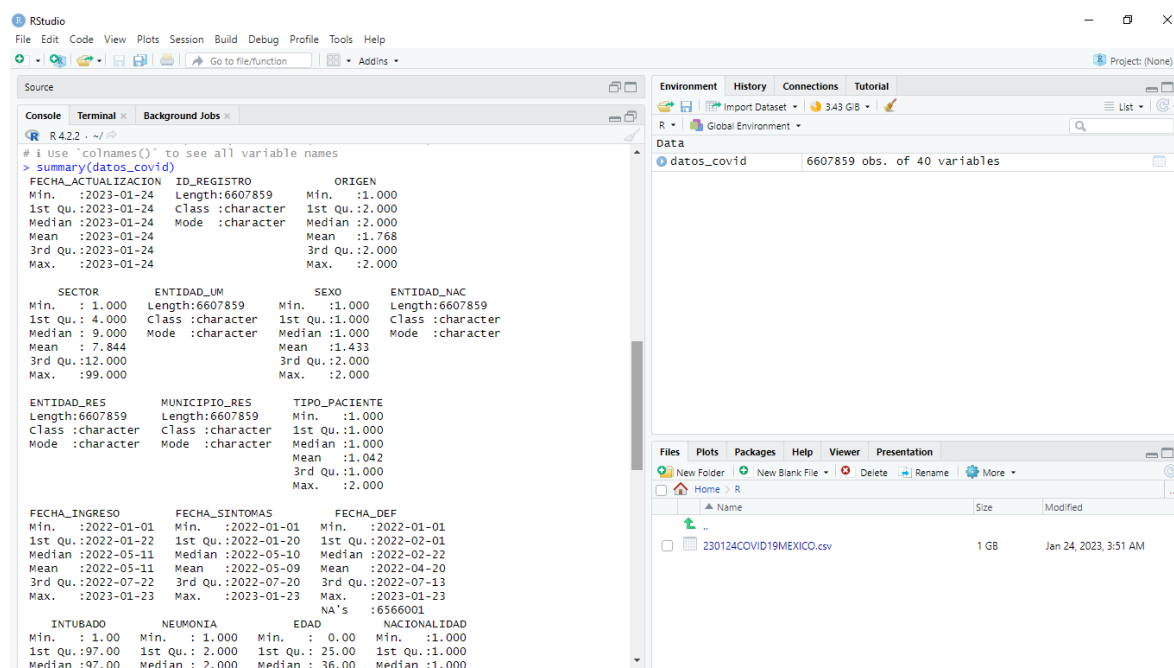 RStudio
File Edit Code View Plots Session Build Debug Profile Tools Help
Go to file/function Addins
Project: (None)
Source
Console Terminal Background Jobs
R 4.2.2 · ~/
# i Use `colnames()` to see all variable names
> summary(datos_covid)
FECHA_ACTUALIZACION ID_REGISTRO ORIGEN
Min. :2023-01-24 Length:6607859 Min. :1.000
1st Qu.:2023-01-24 Class :character 1st Qu.:2.000
Median :2023-01-24 Mode :character Median :2.000
Mean :2023-01-24 Mean :1.768
3rd Qu.:2023-01-24 3rd Qu.:2.000
Max. :2023-01-24 Max. :2.000
SECTOR ENTIDAD_UM SEXO ENTIDAD_NAC
Min. : 1.000 Length:6607859 Min. :1.000 Length:6607859
1st Qu.: 4.000 Class :character 1st Qu.:1.000 Class :character
Median : 9.000 Mode :character Median :1.000 Mode :character
Mean : 7.844 Mean :1.433
3rd Qu.:12.000 3rd Qu.:2.000
Max. :99.000 Max. :2.000
ENTIDAD_RES MUNICIPIO_RES TIPO_PACIENTE
Length:6607859 Length:6607859 Min. :1.000
Class :character Class :character 1st Qu.:1.000
Mode :character Mode :character Median :1.000
Mean :1.042
3rd Qu.:1.000
Max. :2.000
FECHA_INGRESO FECHA_SINTOMAS FECHA_DEF
Min. :2022-01-01 Min. :2022-01-01 Min. :2022-01-01
1st Qu.:2022-01-22 1st Qu.:2022-01-20 1st Qu.:2022-02-01
Median :2022-05-11 Median :2022-05-10 Median :2022-02-22
Mean :2022-05-11 Mean :2022-05-09 Mean :2022-04-20
3rd Qu.:2022-07-22 3rd Qu.:2022-07-20 3rd Qu.:2022-07-13
Max. :2023-01-23 Max. :2023-01-23 Max. :2023-01-23
NA's :6566001
INTUBADO NEUMONIA EDAD NACIONALIDAD
Min. : 1.00 Min. : 1.000 Min. : 0.00 Min. :1.000
1st Qu.:97.00 1st Qu.: 2.000 1st Qu.: 25.00 1st Qu.:1.000
Median :97.00 Median : 2.000 Median : 36.00 Median :1.000
Environment History Connections Tutorial
Import Dataset 3.43 GiB List
R Global Environment
Data
datos_covid 6607859 obs. of 40 variables
Files Plots Packages Help Viewer Presentation
New Folder New Blank File Delete Rename More
Home R
Name Size Modified
..
230124COVID19MEXICO.csv 1 GB Jan 24, 2023, 3:51 AM